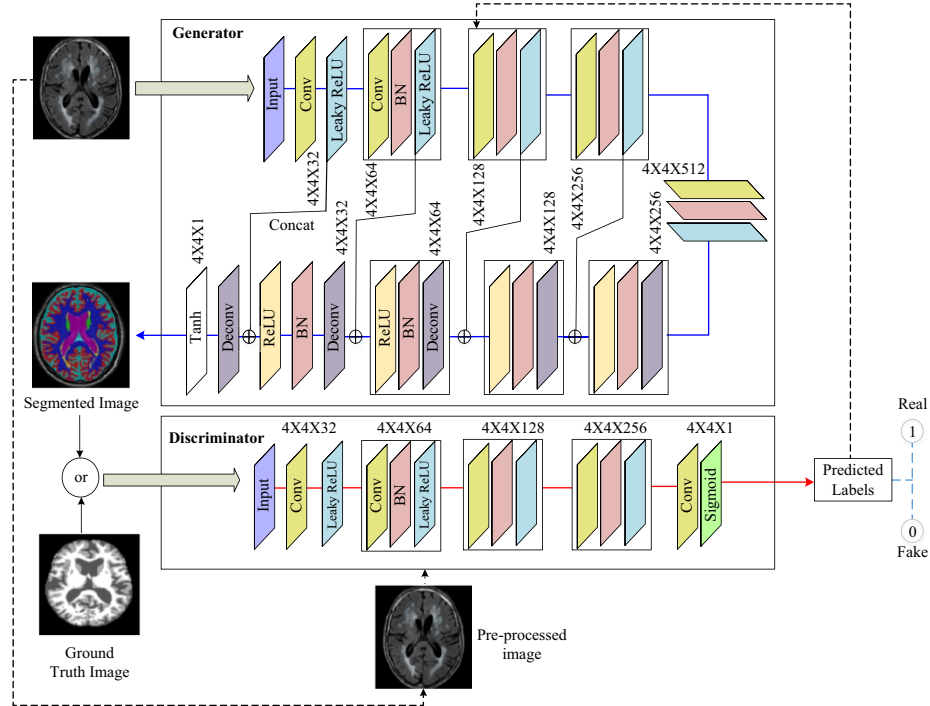 Generator
Input
Conv
Leaky ReLU
Conv
BN
Leaky ReLU
4X4X32
4X4X64
4X4X128
4X4X256
4X4X512
Concat
4X4X1
4X4X32
4X4X64
4X4X128
4X4X256
Tanh
Deconv
ReLU
BN
Deconv
ReLU
BN
Deconv
Segmented Image
Discriminator
4X4X32
4X4X64
4X4X128
4X4X256
4X4X1
Input
Conv
Leaky ReLU
Conv
BN
Leaky ReLU
Conv
Sigmoid
or
Predicted
Labels
Real
1
0
Fake
Ground
Truth Image
Pre-processed
image